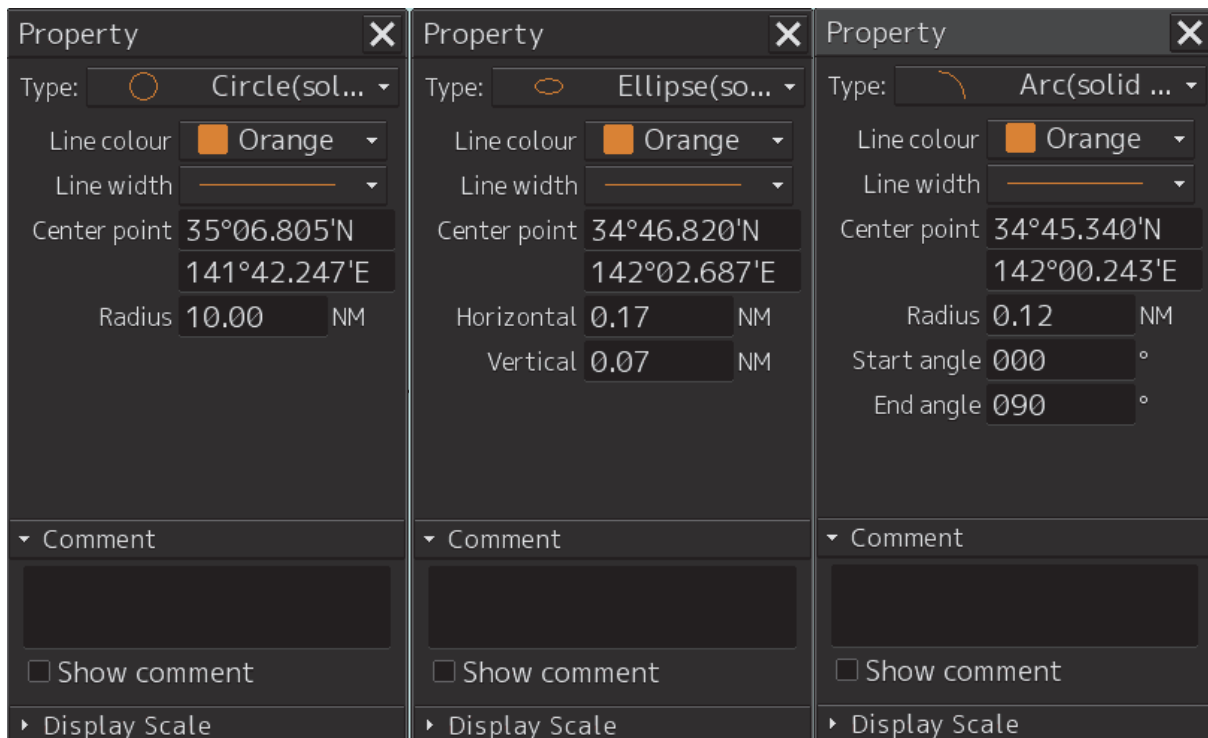 Property
Type: Circle(sol...
Line colour Orange
Line width
Center point 35°06.805'N
141°42.247'E
Radius 10.00 NM
Comment
Show comment
Display Scale
Property
Type: Ellipse(so...
Line colour Orange
Line width
Center point 34°46.820'N
142°02.687'E
Horizontal 0.17 NM
Vertical 0.07 NM
Comment
Show comment
Display Scale
Property
Type: Arc(solid ...
Line colour Orange
Line width
Center point 34°45.340'N
142°00.243'E
Radius 0.12 NM
Start angle 000 °
End angle 090 °
Comment
Show comment
Display Scale